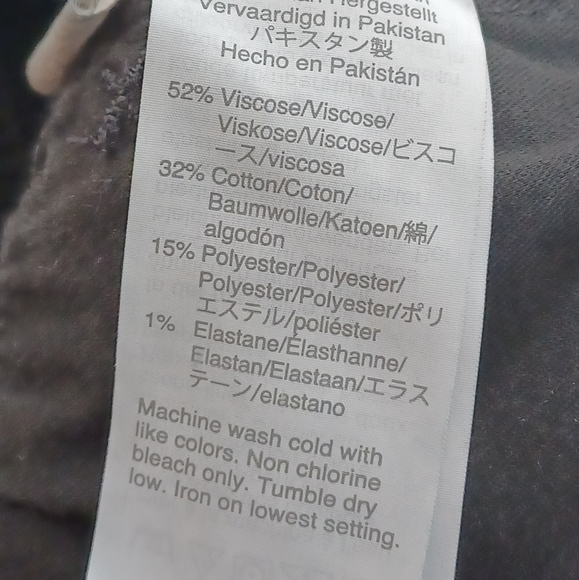 Hergestellt
Vervaardigd in Pakistan
パキスタン製
Hecho en Pakistán
52% Viscose/Viscose/
Viskose/Viscose/ビスコ
ース/viscosa
32% Cotton/Coton/
Baumwolle/Katoen/綿/
algodón
15% Polyester/Polyester/
Polyester/Polyester/ポリ
エステル/poliéster
1% Elastane/Élasthanne/
Elastan/Elastaan/エラス
テーン/elastano
Machine wash cold with
like colors. Non chlorine
bleach only. Tumble dry
low. Iron on lowest setting.